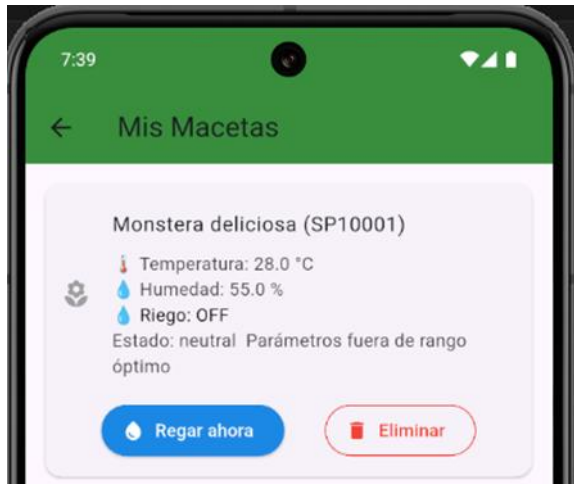 7:39
Mis Macetas
Monstera deliciosa (SP10001)
Temperatura: 28.0 °C
Humedad: 55.0 %
Riego: OFF
Estado: neutral Parámetros fuera de rango
óptimo
Regar ahora
Eliminar